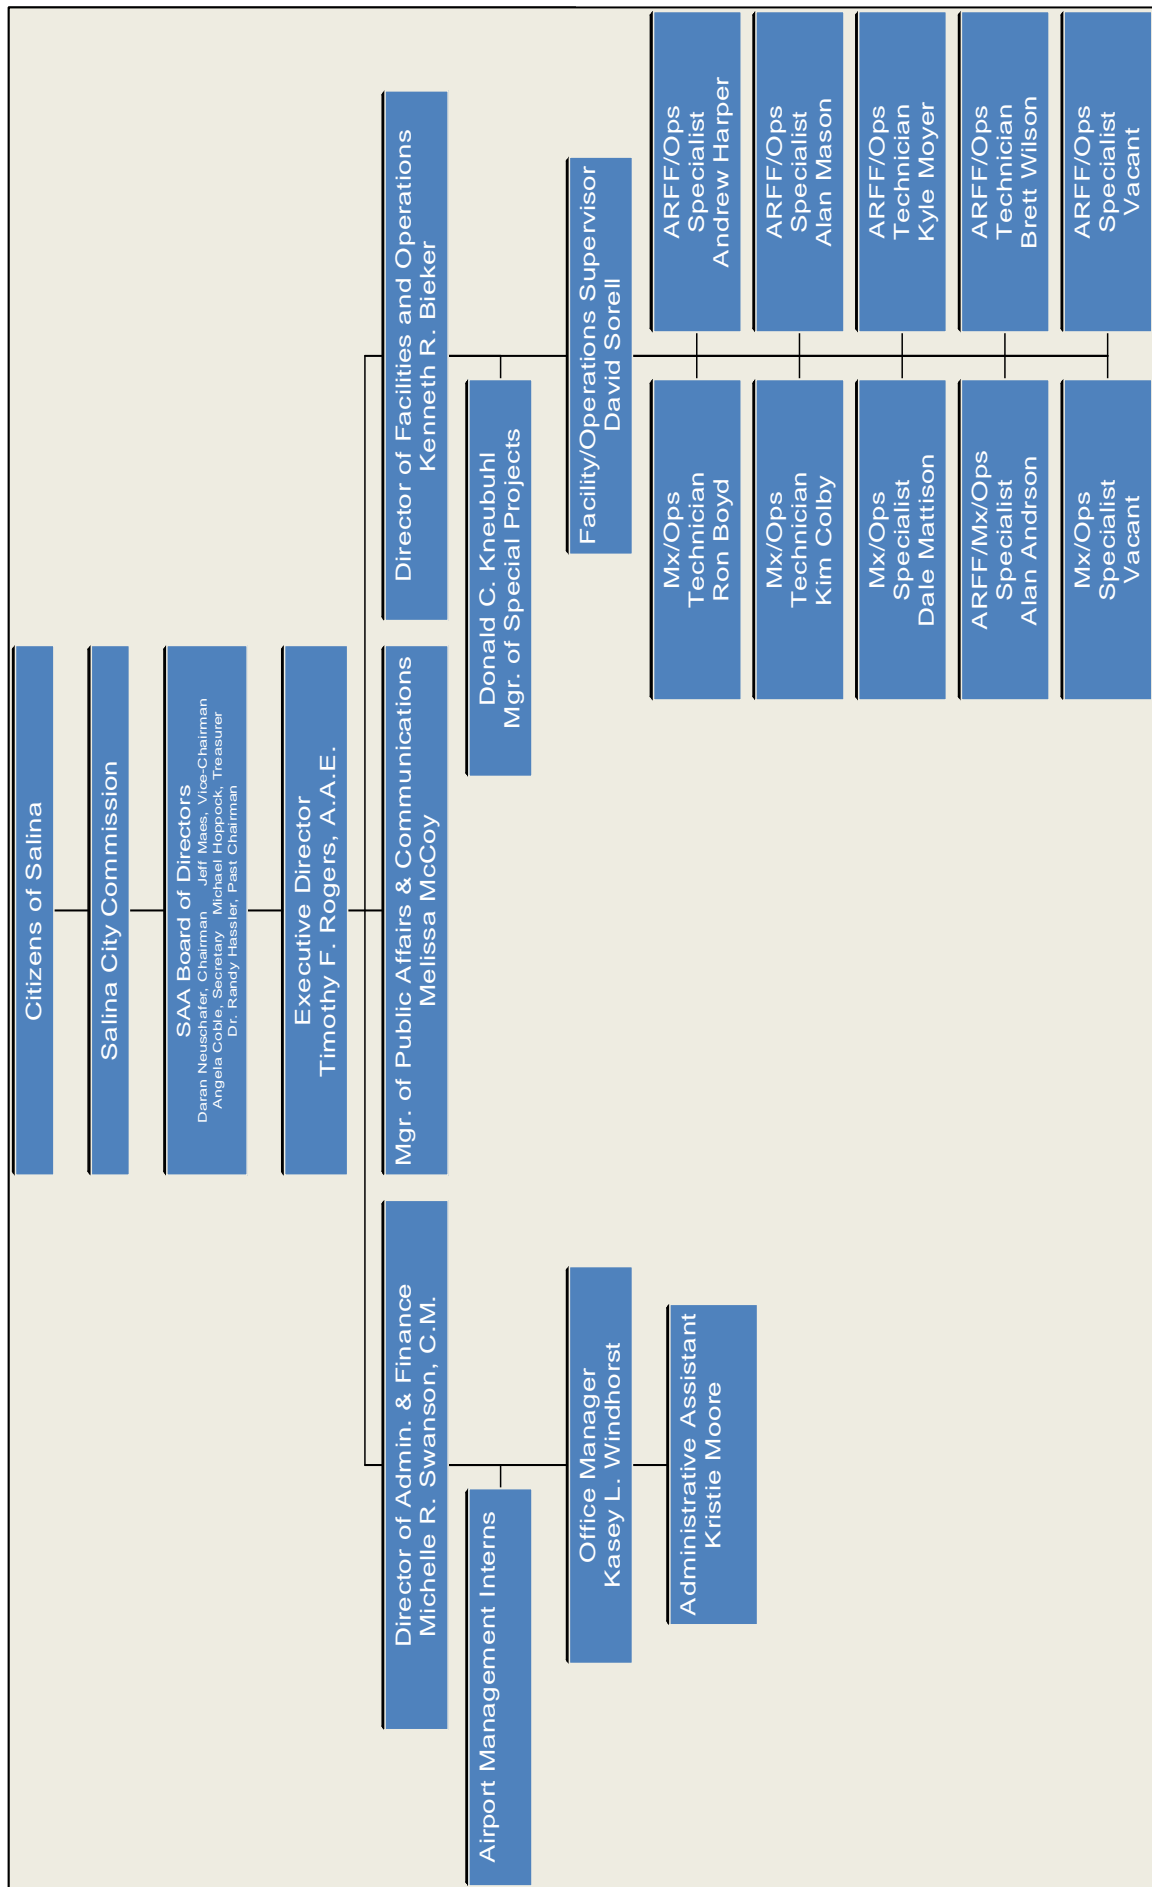 Citizens of Salina
Salina City Commission
SAA Board of Directors
Daran Neuschafer, Chairman Jeff Maes, Vice-Chairman
Angela Coble, Secretary Michael Hoppock, Treasurer
Dr. Randy Hassler, Past Chairman
Executive Director
Timothy F. Rogers, A.A.E.
Director of Admin. & Finance
Michelle R. Swanson, C.M.
Mgr. of Public Affairs & Communications
Melissa McCoy
Director of Facilities and Operations
Kenneth R. Bieker
Airport Management Interns
Donald C. Kneubuhl
Mgr. of Special Projects
Office Manager
Kasey L. Windhorst
Facility/Operations Supervisor
David Sorell
Administrative Assistant
Kristie Moore
Mx/Ops
Technician
Ron Boyd
ARFF/Ops
Specialist
Andrew Harper
Mx/Ops
Technician
Kim Colby
ARFF/Ops
Specialist
Alan Mason
Mx/Ops
Specialist
Dale Mattison
ARFF/Ops
Technician
Kyle Moyer
ARFF/Mx/Ops
Specialist
Alan Andrson
ARFF/Ops
Technician
Brett Wilson
Mx/Ops
Specialist
Vacant
ARFF/Ops
Specialist
Vacant